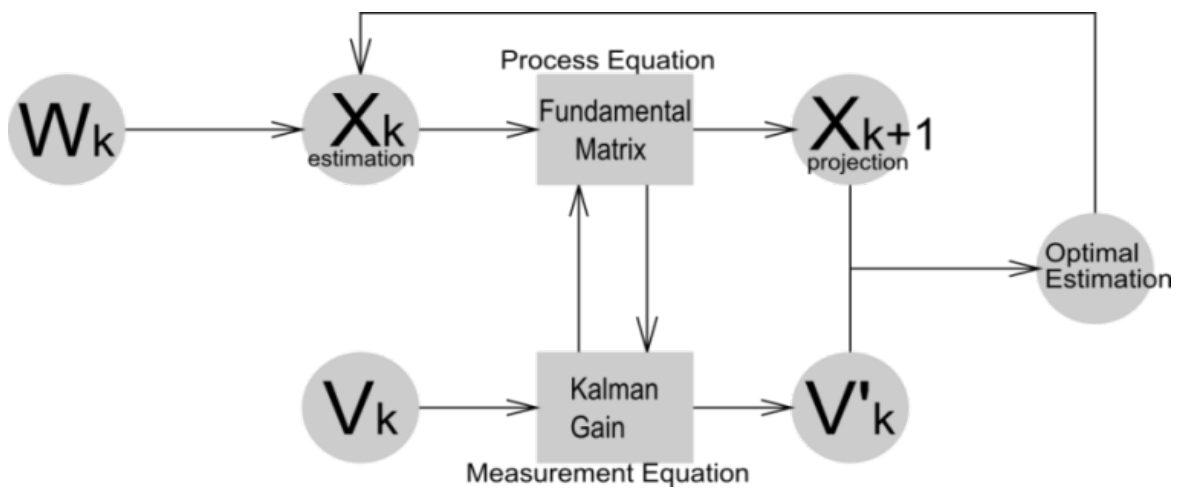 Process Equation
Wk
Xk
estimation
Fundamental
Matrix
Xk+1
projection
Optimal
Estimation
Vk
Kalman
Gain
V'k
Measurement Equation